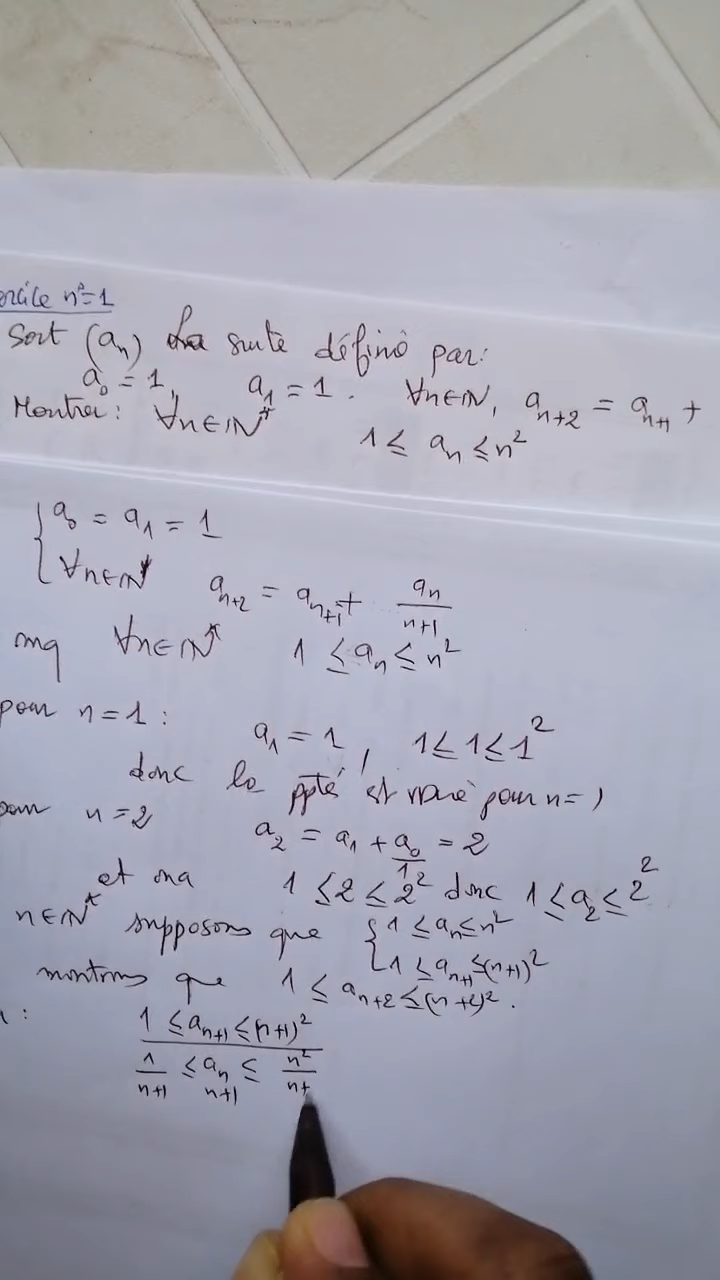 ercice n°=1
Soit (aₙ) La suite définie par:
a₀ = 1, a₁ = 1. ∀n∈ℕ, aₙ₊₂ = aₙ₊₁ +
Montrer: ∀n∈ℕ* 1 ≤ aₙ ≤ n²
{ a₀ = a₁ = 1
∀n∈ℕ aₙ₊₂ = aₙ₊₁ + aₙ/(n+1)
mq ∀n∈ℕ* 1 ≤ aₙ ≤ n²
pour n=1 : a₁ = 1, 1 ≤ 1 ≤ 1²
donc la ppté est vraie pour n=1
pour n=2 a₂ = a₁ + a₀/1 = 2
et ona 1 ≤ 2 ≤ 2² donc 1 ≤ a₂ ≤ 2²
n∈ℕ* supposons que { 1 ≤ aₙ ≤ n²
1 ≤ aₙ₊₁ ≤ (n+1)²
montrons que 1 ≤ aₙ₊₂ ≤ (n+2)².
: 1 ≤ aₙ₊₁ ≤ (n+1)²
1/(n+1) ≤ aₙ/(n+1) ≤ n²/n+